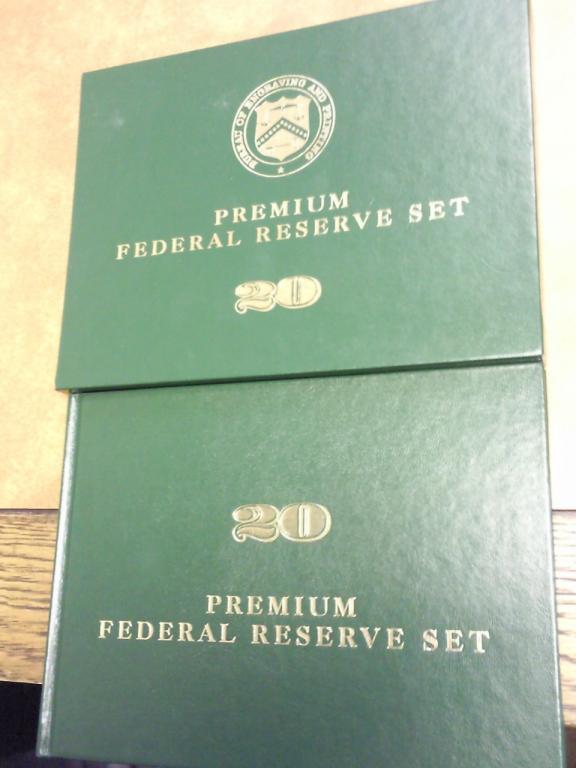 BUREAU OF ENGRAVING AND PRINTING
PREMIUM
FEDERAL RESERVE SET
20
20
PREMIUM
FEDERAL RESERVE SET